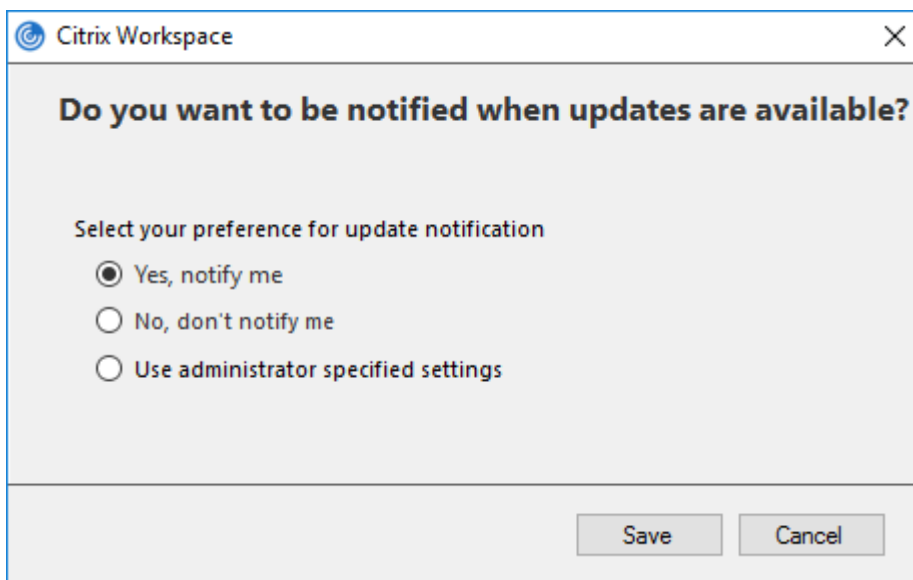 Citrix Workspace
Do you want to be notified when updates are available?
Select your preference for update notification
Yes, notify me
No, don't notify me
Use administrator specified settings
Save
Cancel